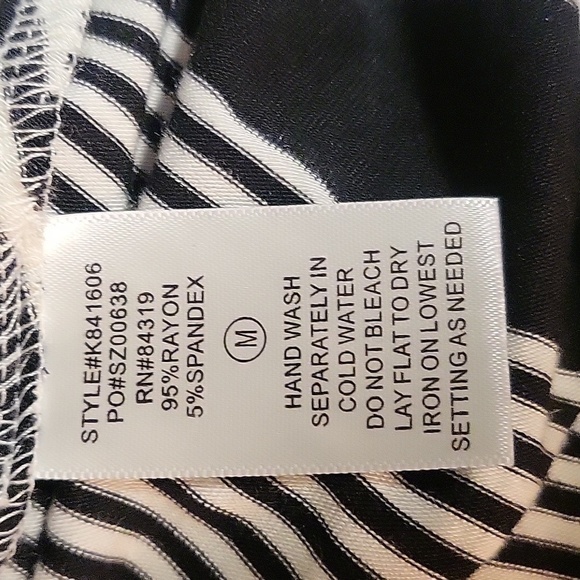 STYLE#K841606
PO#SZ00638
RN#84319
95%RAYON
5%SPANDEX
M
HAND WASH
SEPARATELY IN
COLD WATER
DO NOT BLEACH
LAY FLAT TO DRY
IRON ON LOWEST
SETTING AS NEEDED